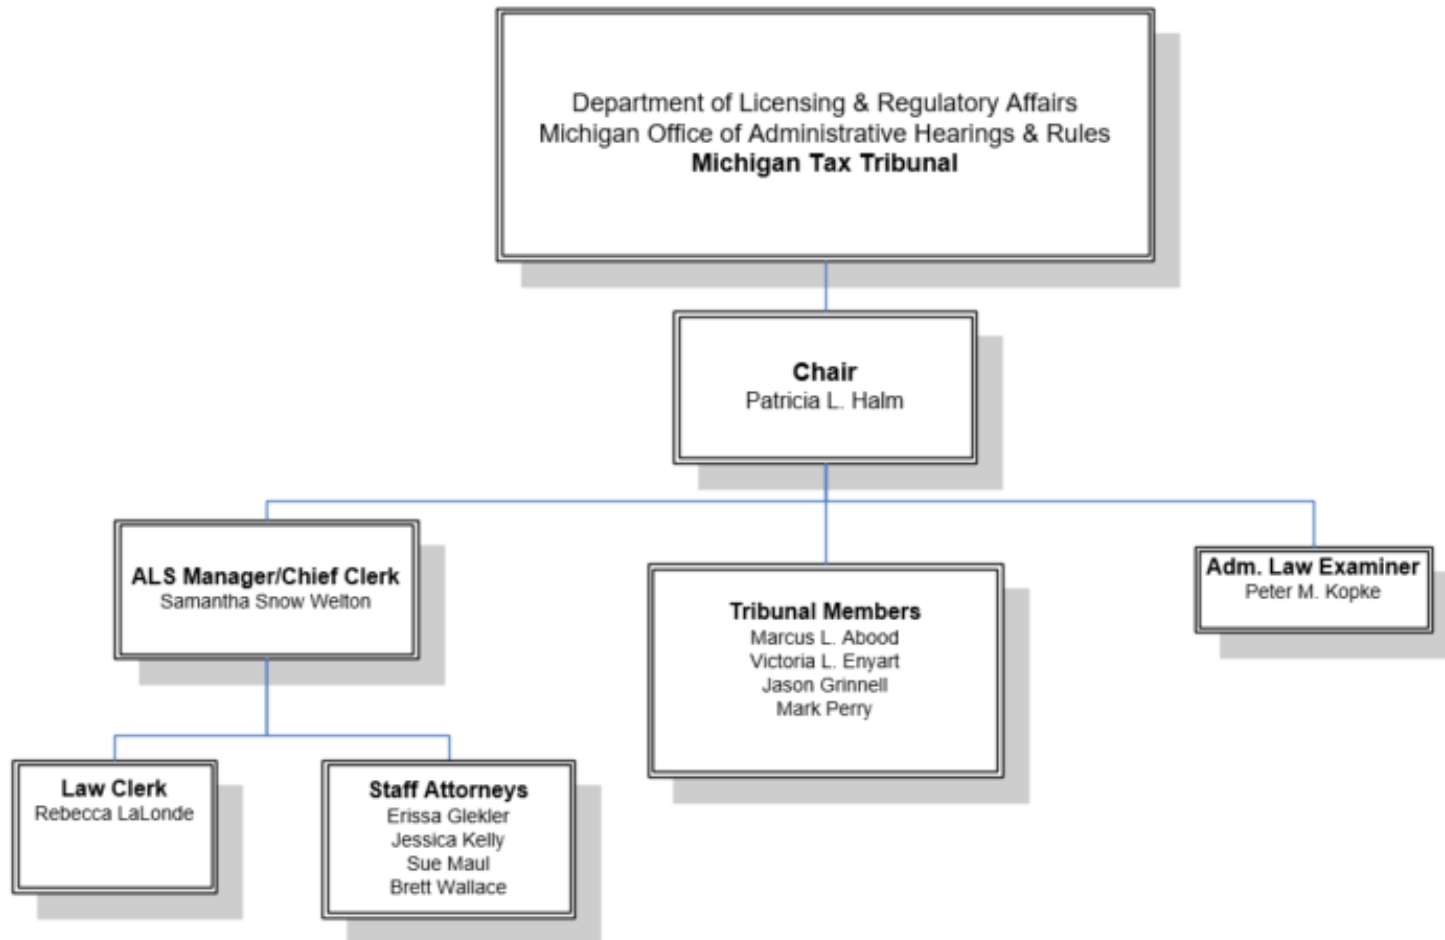 Department of Licensing & Regulatory Affairs
Michigan Office of Administrative Hearings & Rules
Michigan Tax Tribunal
Chair
Patricia L. Halm
ALS Manager/Chief Clerk
Samantha Snow Welton
Tribunal Members
Marcus L. Abood
Victoria L. Enyart
Jason Grinnell
Mark Perry
Adm. Law Examiner
Peter M. Kopke
Law Clerk
Rebecca LaLonde
Staff Attorneys
Erissa Glekler
Jessica Kelly
Sue Maul
Brett Wallace